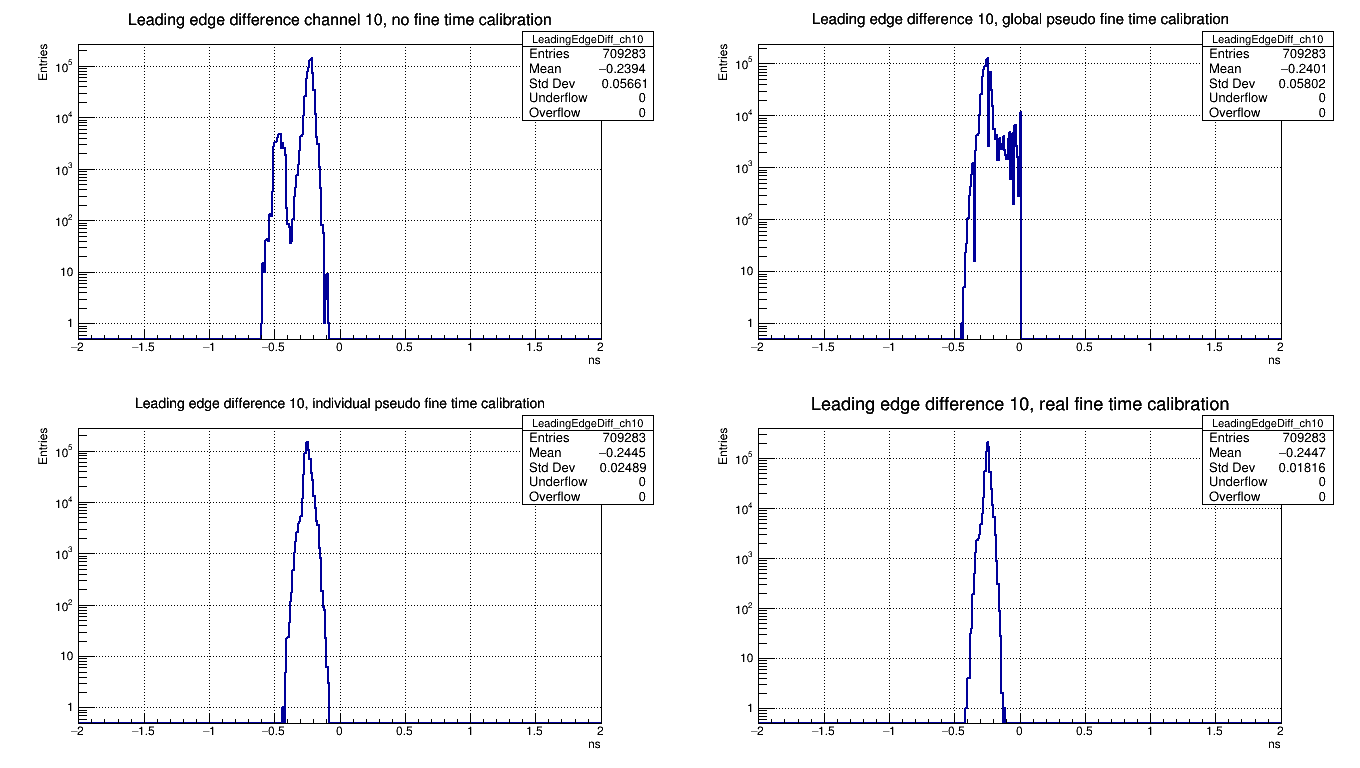 Leading edge difference channel 10, no fine time calibration
LeadingEdgeDiff_ch10
Entries 709283
Mean −0.2394
Std Dev 0.05661
Underflow 0
Overflow 0
Entries
10⁵
10⁴
10³
10²
10
1
−2 −1.5 −1 −0.5 0 0.5 1 1.5 2
ns
Leading edge difference 10, global pseudo fine time calibration
LeadingEdgeDiff_ch10
Entries 709283
Mean −0.2401
Std Dev 0.05802
Underflow 0
Overflow 0
Entries
10⁵
10⁴
10³
10²
10
1
−2 −1.5 −1 −0.5 0 0.5 1 1.5 2
ns
Leading edge difference 10, individual pseudo fine time calibration
LeadingEdgeDiff_ch10
Entries 709283
Mean −0.2445
Std Dev 0.02489
Underflow 0
Overflow 0
Entries
10⁵
10⁴
10³
10²
10
1
−2 −1.5 −1 −0.5 0 0.5 1 1.5 2
ns
Leading edge difference 10, real fine time calibration
LeadingEdgeDiff_ch10
Entries 709283
Mean −0.2447
Std Dev 0.01816
Underflow 0
Overflow 0
Entries
10⁵
10⁴
10³
10²
10
1
−2 −1.5 −1 −0.5 0 0.5 1 1.5 2
ns